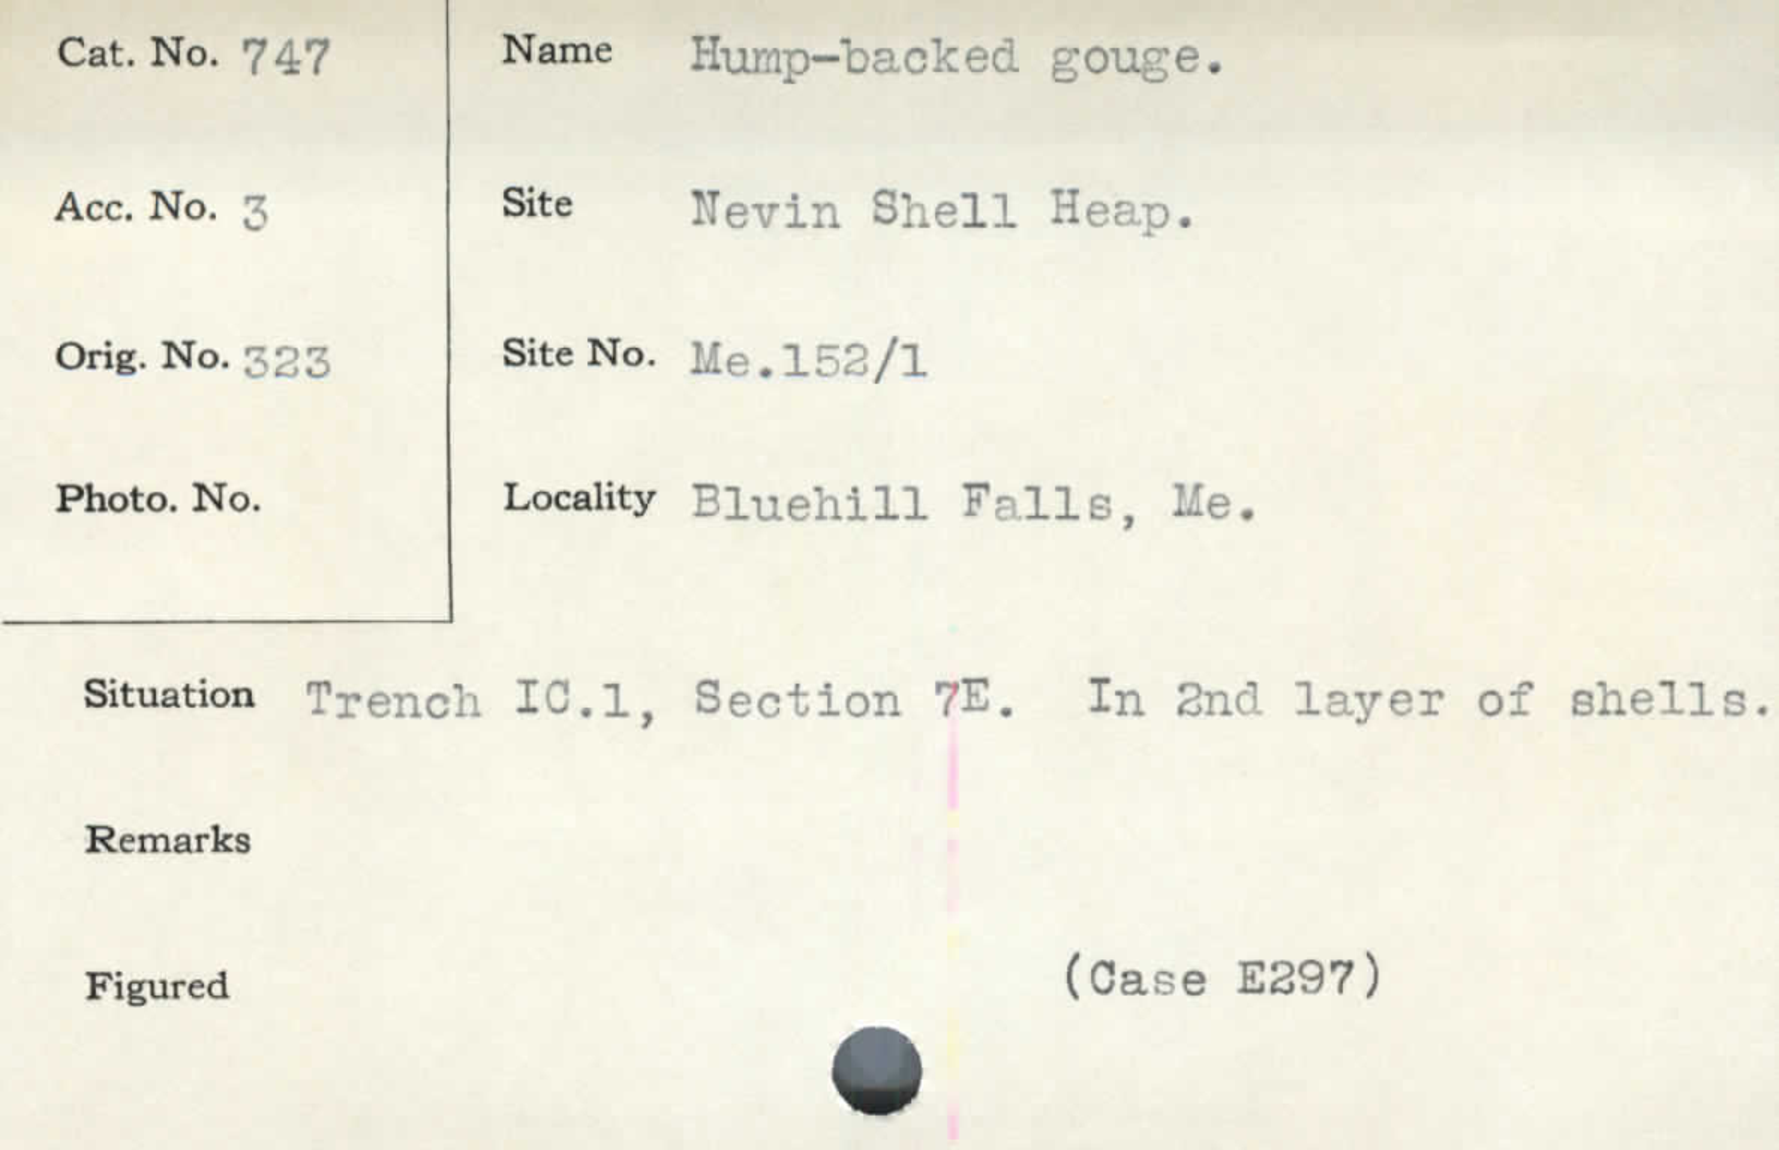 Cat. No. 747
Name Hump-backed gouge.
Acc. No. 3
Site Nevin Shell Heap.
Orig. No. 323
Site No. Me.152/1
Photo. No.
Locality Bluehill Falls, Me.
Situation Trench IC.1, Section 7E. In 2nd layer of shells.
Remarks
Figured
(Case E297)